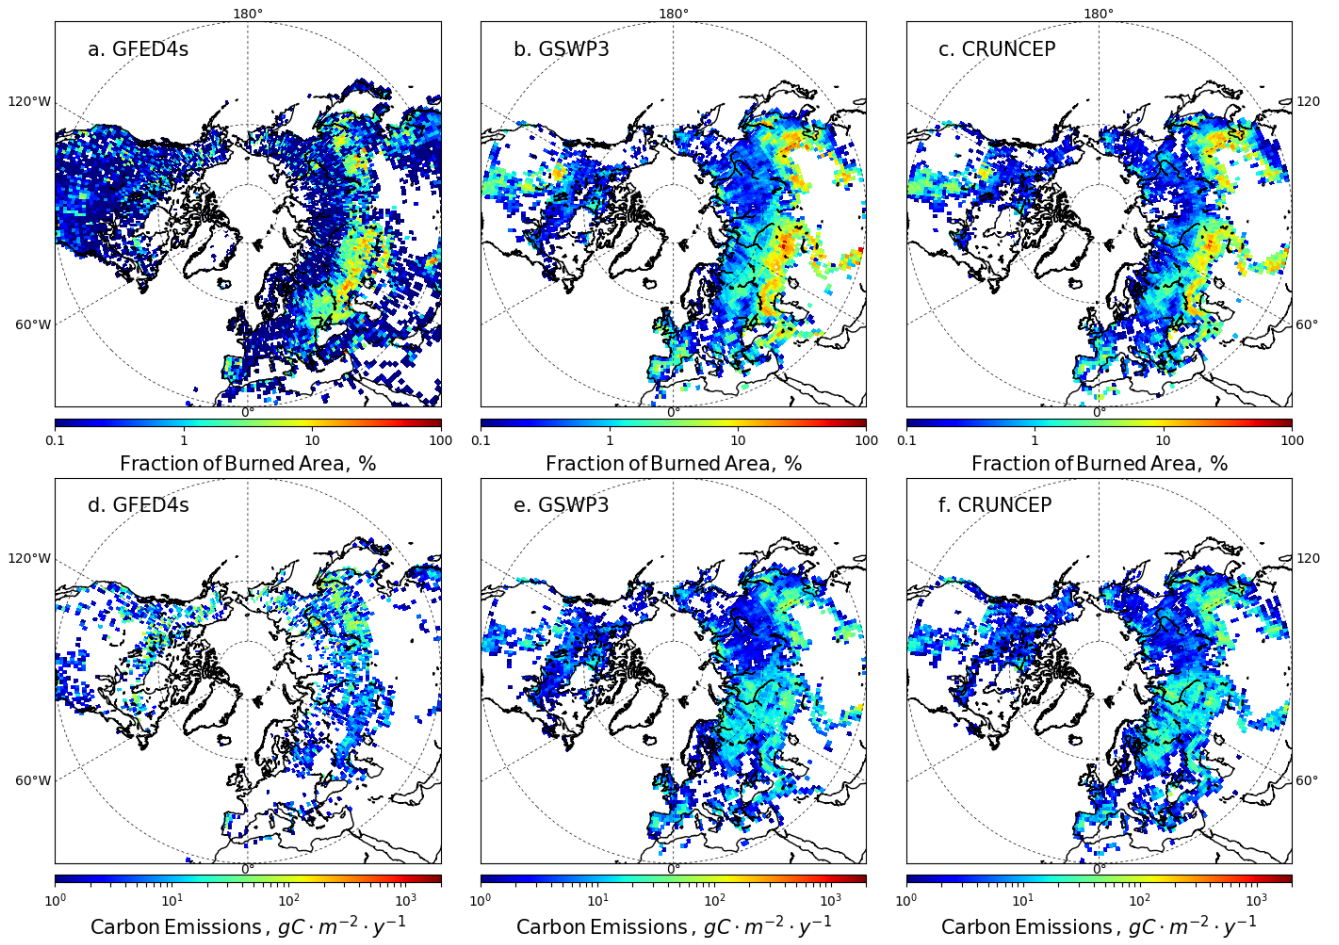 180° 180°
a. GFED4s b. GSWP3 c. CRUNCEP
120°W 120
60°W 60°
0° 0° 0°
0.1 1 10 100 0.1 1 10 100 0.1 1 10 100
Fraction of Burned Area, % Fraction of Burned Area, % Fraction of Burned Area, %
d. GFED4s e. GSWP3 f. CRUNCEP
120°W 120
60°W 60°
0° 0° 0°
10⁰ 10¹ 10² 10³ 10⁰ 10¹ 10² 10³ 10⁰ 10¹ 10² 10³
Carbon Emissions , gC · m⁻² · y⁻¹ Carbon Emissions , gC · m⁻² · y⁻¹ Carbon Emissions , gC · m⁻² · y⁻¹